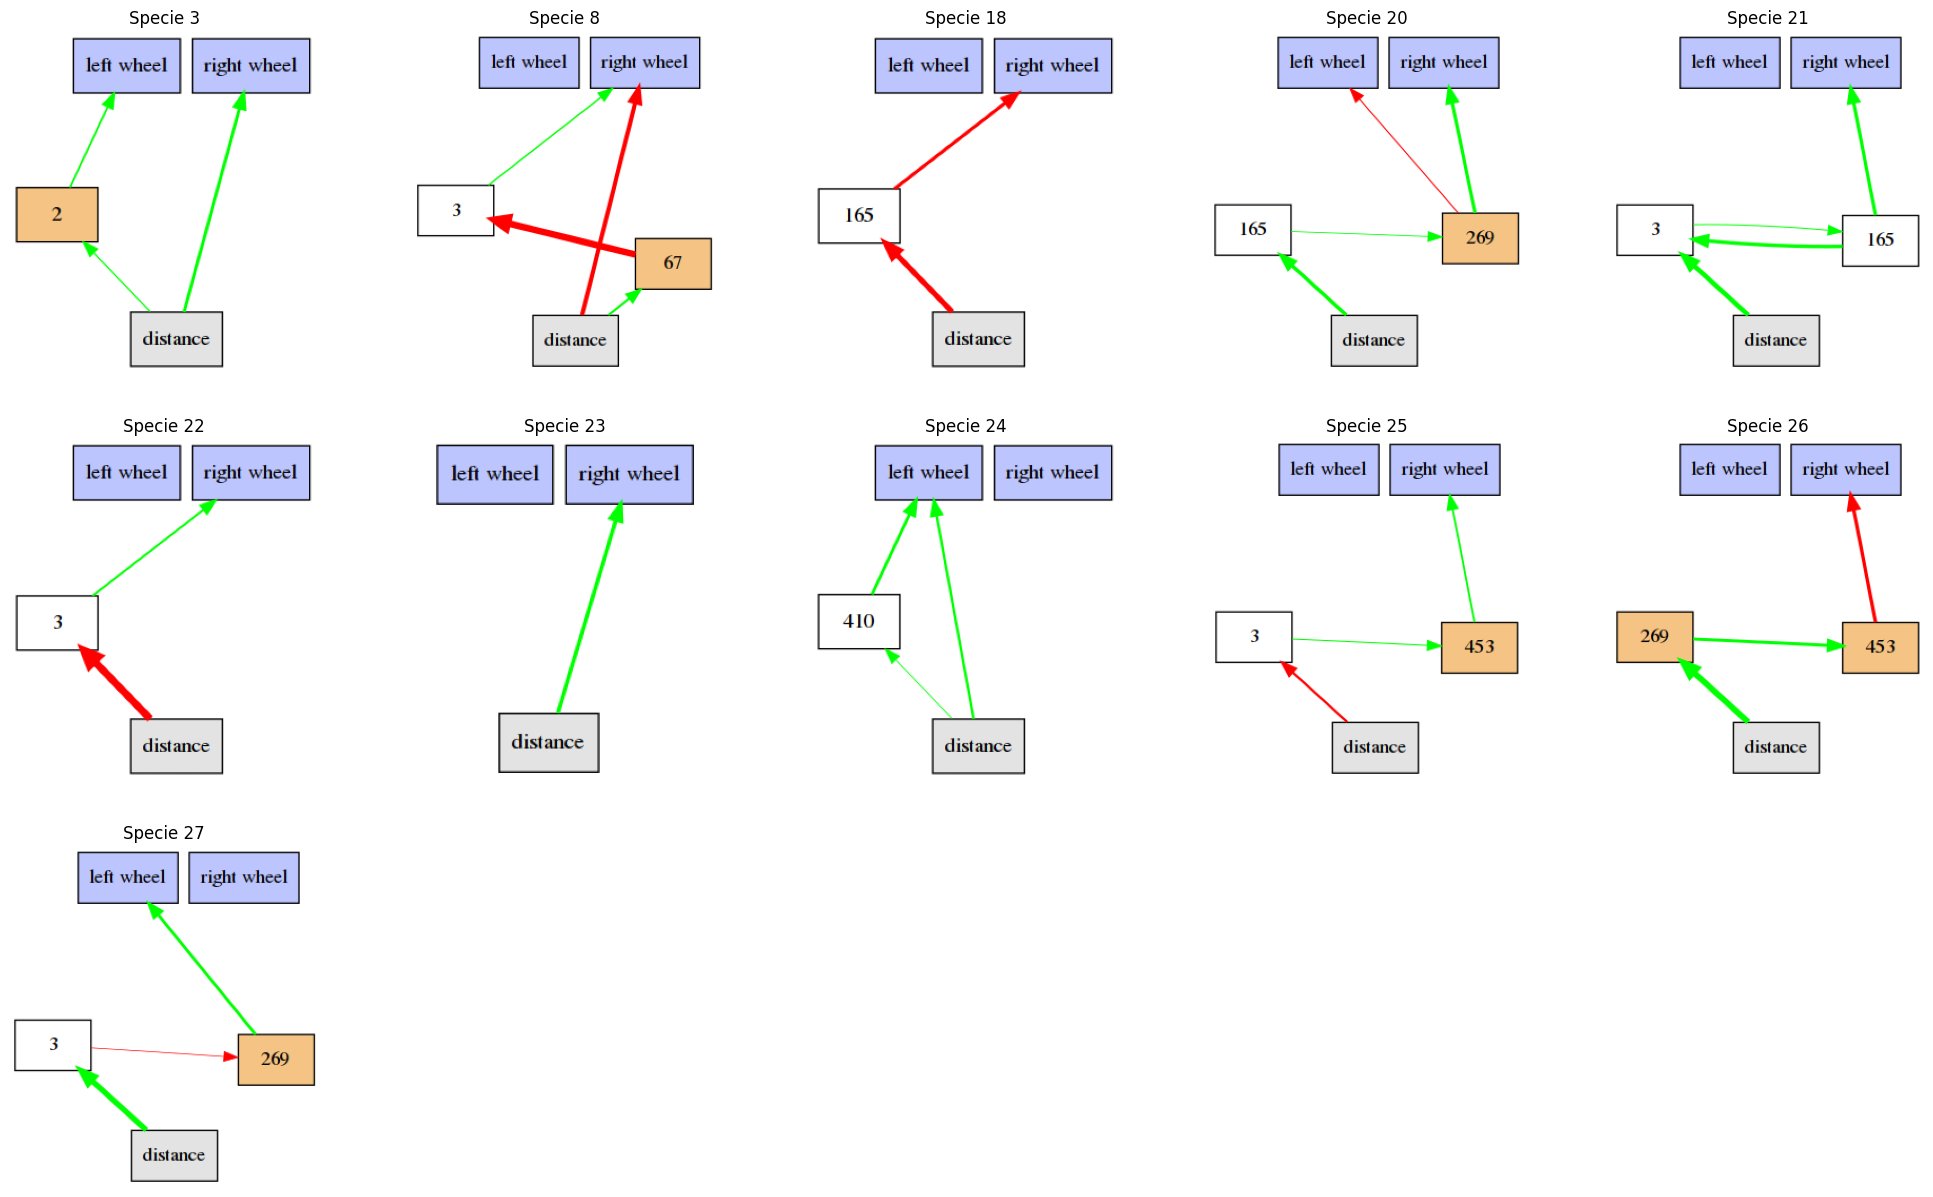 Specie 3
left wheel
right wheel
2
distance
Specie 8
left wheel
right wheel
3
67
distance
Specie 18
left wheel
right wheel
165
distance
Specie 20
left wheel
right wheel
165
269
distance
Specie 21
left wheel
right wheel
3
165
distance
Specie 22
left wheel
right wheel
3
distance
Specie 23
left wheel
right wheel
distance
Specie 24
left wheel
right wheel
410
distance
Specie 25
left wheel
right wheel
3
453
distance
Specie 26
left wheel
right wheel
269
453
distance
Specie 27
left wheel
right wheel
3
269
distance